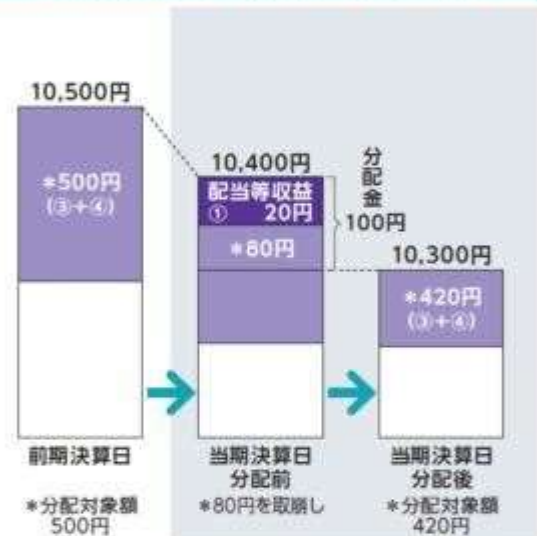 10,500円
*500円
(③+④)
前期決算日
*分配対象額
500円
10,400円
配当等収益
① 20円
*80円
分配金
100円
当期決算日
分配前
*80円を取崩し
10,300円
*420円
(③+④)
当期決算日
分配後
*分配対象額
420円